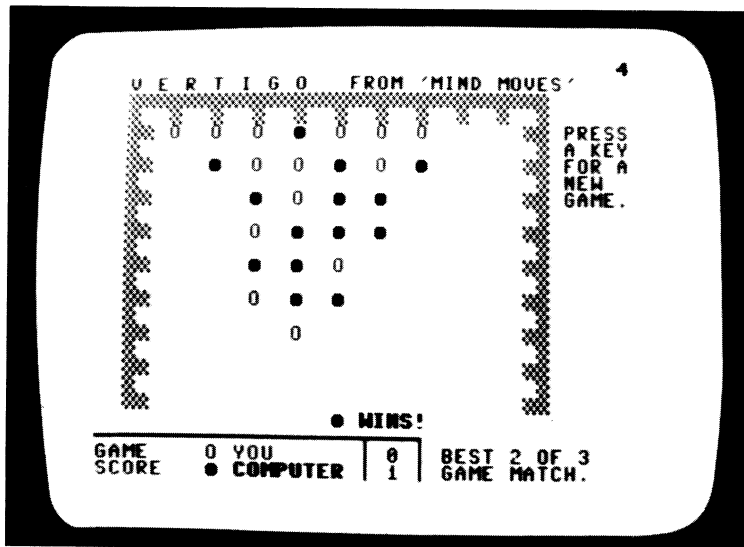 4
V E R T I G O FROM 'MIND MOVES'
PRESS
A KEY
FOR A
NEW
GAME.
● WINS!
GAME O YOU 0 BEST 2 OF 3
SCORE ● COMPUTER 1 GAME MATCH.